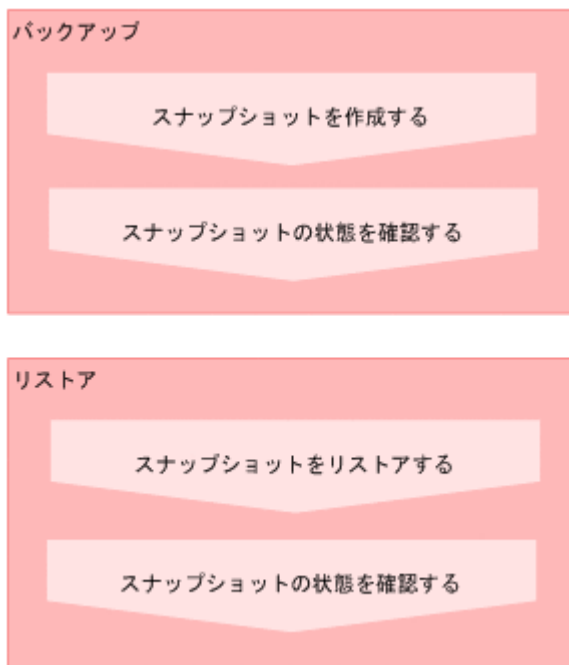 バックアップ
スナップショットを作成する
スナップショットの状態を確認する
リストア
スナップショットをリストアする
スナップショットの状態を確認する